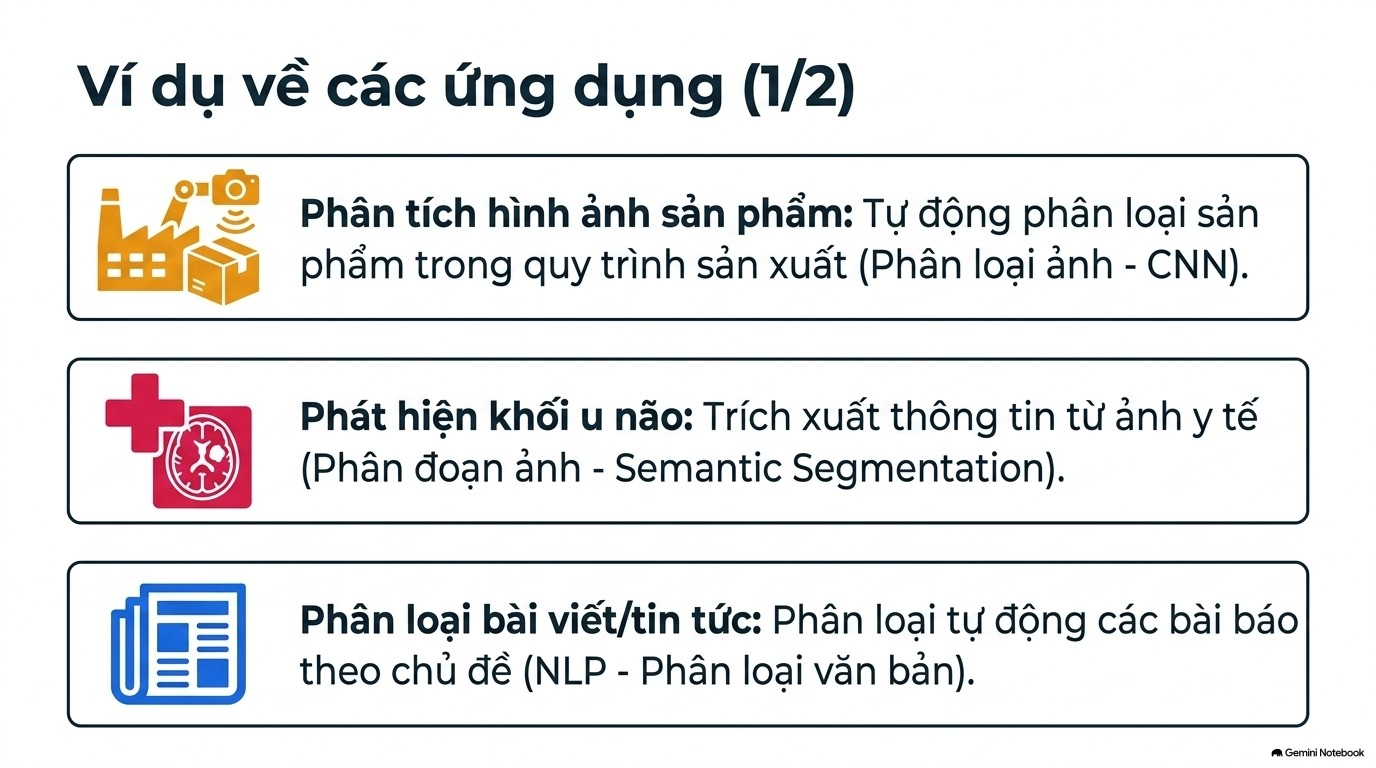 Ví dụ về các ứng dụng (1/2)
Phân tích hình ảnh sản phẩm: Tự động phân loại sản
phẩm trong quy trình sản xuất (Phân loại ảnh - CNN).
Phát hiện khối u não: Trích xuất thông tin từ ảnh y tế
(Phân đoạn ảnh - Semantic Segmentation).
Phân loại bài viết/tin tức: Phân loại tự động các bài báo
theo chủ đề (NLP - Phân loại văn bản).
Gemini Notebook